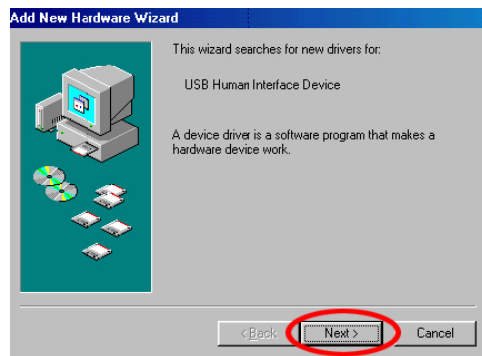 Add New Hardware Wizard
This wizard searches for new drivers for:
USB Human Interface Device
A device driver is a software program that makes a
hardware device work.
< Back
Next >
Cancel